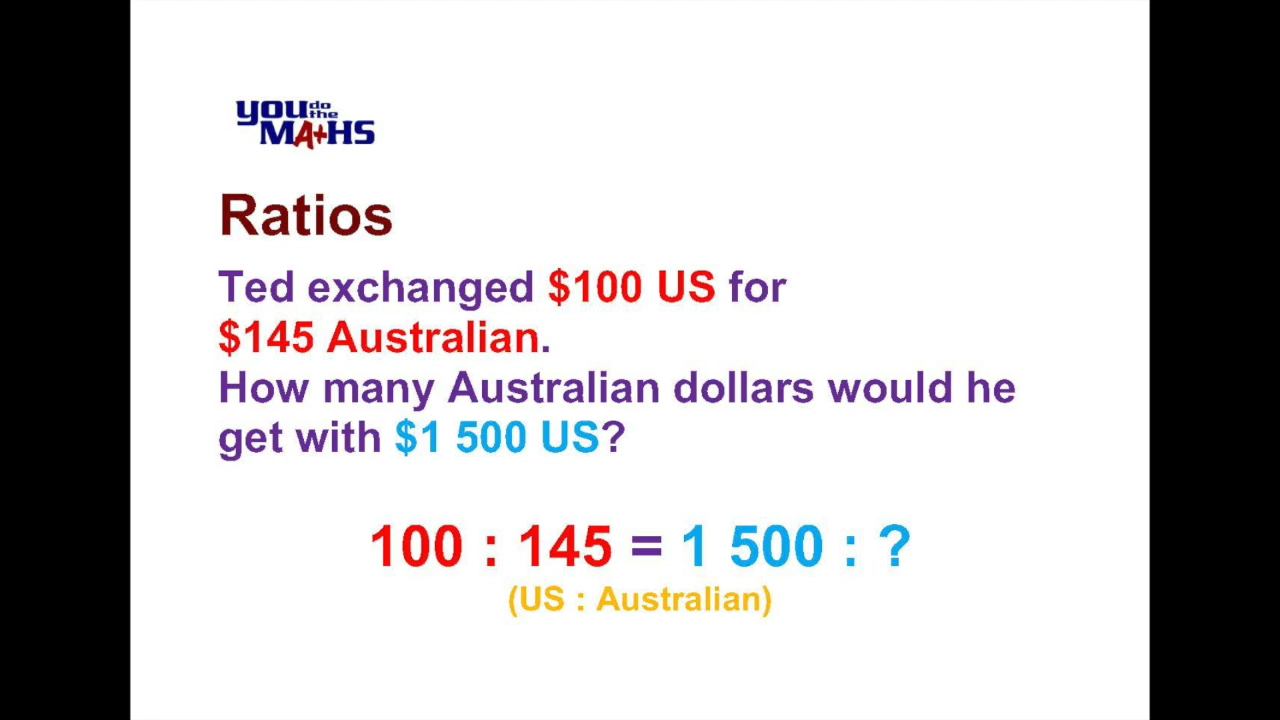 you do the MA+HS
Ratios
Ted exchanged $100 US for
$145 Australian.
How many Australian dollars would he
get with $1 500 US?
100 : 145 = 1 500 : ?
(US : Australian)